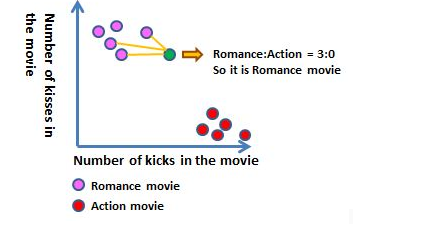 Number of kisses in
the movie
Romance:Action = 3:0
So it is Romance movie
Number of kicks in the movie
Romance movie
Action movie